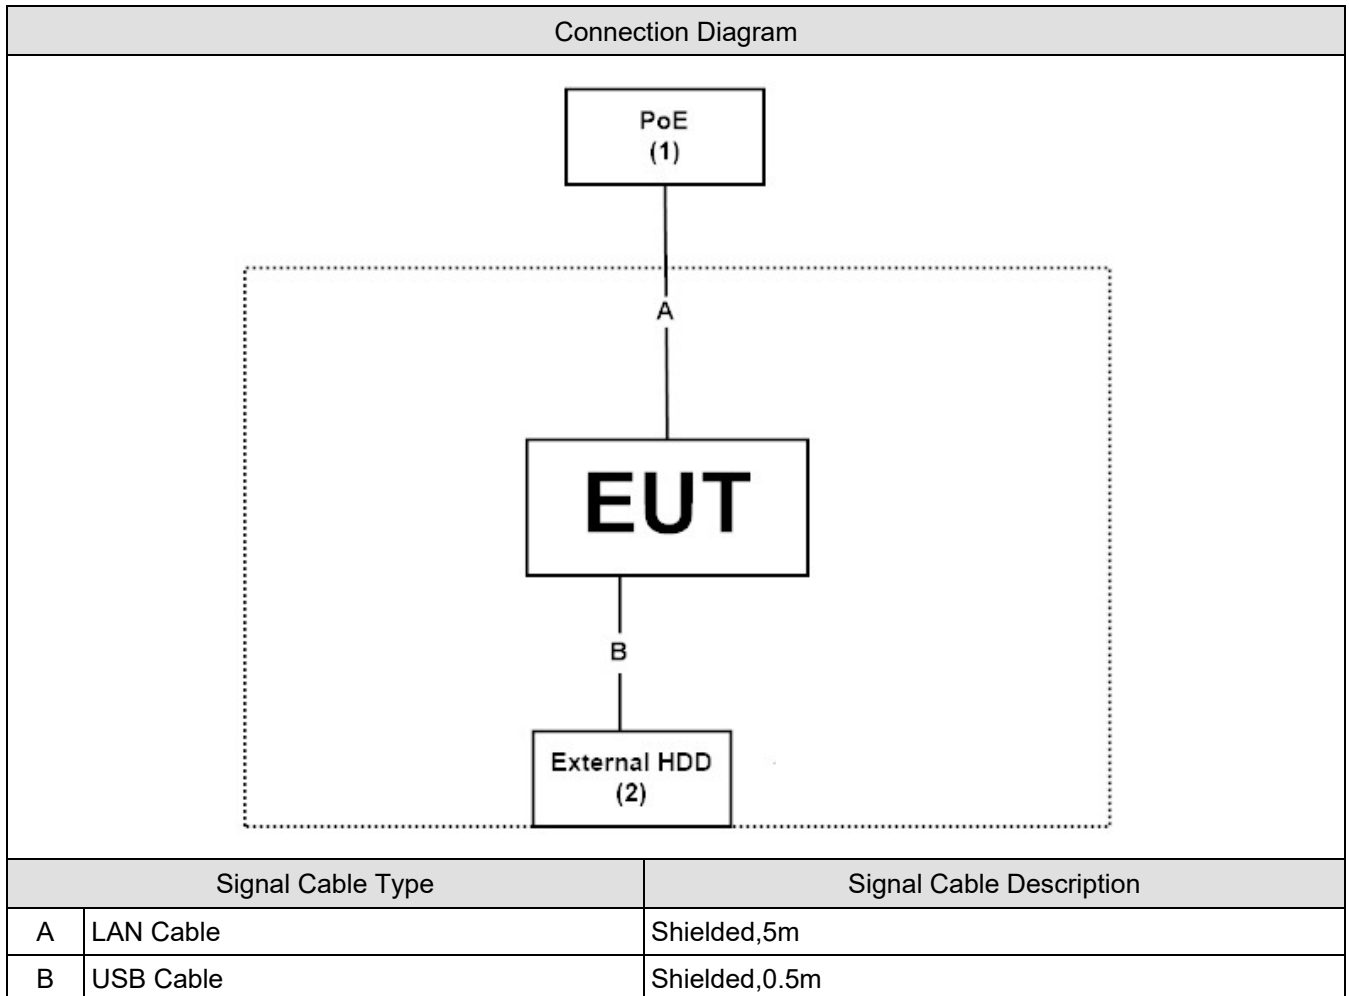 Connection Diagram
PoE
(1)
A
EUT
B
External HDD
(2)
Signal Cable Type Signal Cable Description
A LAN Cable Shielded,5m
B USB Cable Shielded,0.5m